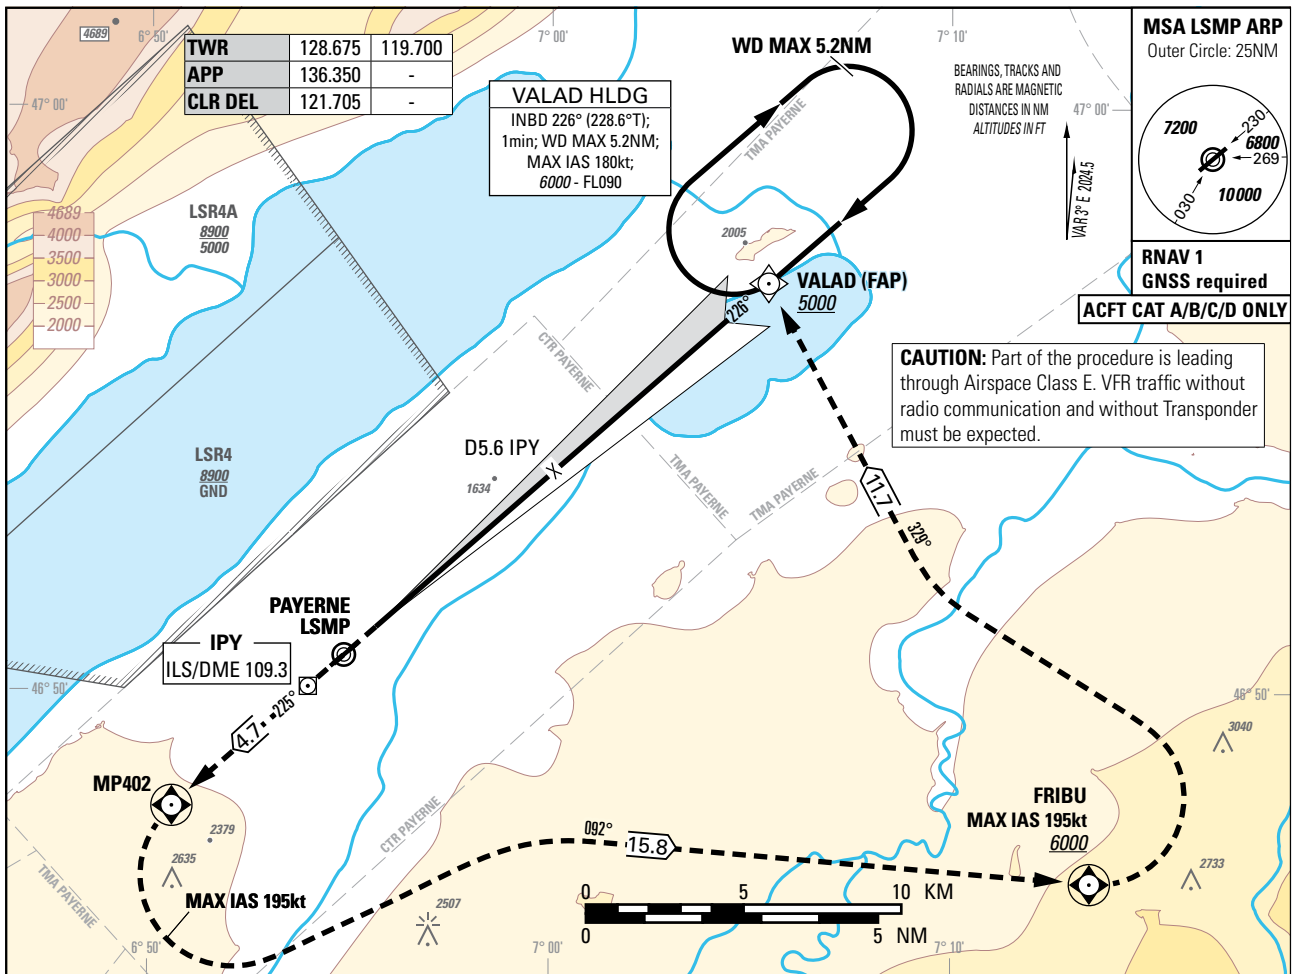 4689
6° 50'
7° 00'
7° 10'
TWR 128.675 119.700
APP 136.350 -
CLR DEL 121.705 -
47° 00'
VALAD HLDG
INBD 226° (228.6°T);
1min; WD MAX 5.2NM;
MAX IAS 180kt;
6000 - FL090
WD MAX 5.2NM
TMA PAYERNE
BEARINGS, TRACKS AND
RADIALS ARE MAGNETIC
DISTANCES IN NM
ALTITUDES IN FT
47° 00'
VAR 3° E 2024.5
MSA LSMP ARP
Outer Circle: 25NM
7200
230
6800
269
030
10000
RNAV 1
GNSS required
ACFT CAT A/B/C/D ONLY
4689
4000
3500
3000
2500
2000
LSR4A
8900
5000
2005
VALAD (FAP)
5000
226°
CTR PAYERNE
CAUTION: Part of the procedure is leading
through Airspace Class E. VFR traffic without
radio communication and without Transponder
must be expected.
LSR4
8900
GND
D5.6 IPY
1634
TMA PAYERNE
TMA PAYERNE
11.7
329°
PAYERNE
LSMP
IPY
ILS/DME 109.3
46° 50'
46° 50'
225°
4.7
MP402
2379
2635
MAX IAS 195kt
TMA PAYERNE
CTR PAYERNE
092°
15.8
FRIBU
MAX IAS 195kt
6000
3040
2733
2507
0 5 10 KM
0 5 NM
6° 50'
7° 00'
7° 10'